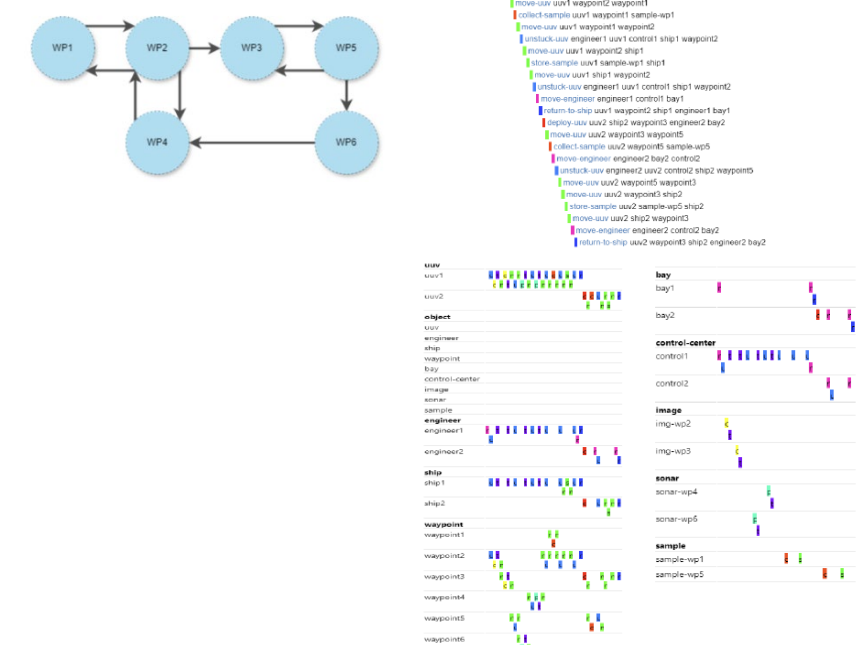 WP1
WP2
WP3
WP5
WP4
WP6
move-uuv uuv1 waypoint2 waypoint1
collect-sample uuv1 waypoint1 sample-wp1
move-uuv uuv1 waypoint1 waypoint2
unstuck-uuv engineer1 uuv1 control1 ship1 waypoint2
move-uuv uuv1 waypoint2 ship1
store-sample uuv1 sample-wp1 ship1
move-uuv uuv1 ship1 waypoint2
unstuck-uuv engineer1 uuv1 control1 ship1 waypoint2
move-engineer engineer1 control1 bay1
return-to-ship uuv1 waypoint2 ship1 engineer1 bay1
deploy-uuv uuv2 ship2 waypoint3 engineer2 bay2
move-uuv uuv2 waypoint3 waypoint5
collect-sample uuv2 waypoint5 sample-wp5
move-engineer engineer2 bay2 control2
unstuck-uuv engineer2 uuv2 control2 ship2 waypoint5
move-uuv uuv2 waypoint5 waypoint3
move-uuv uuv2 waypoint3 ship2
store-sample uuv2 sample-wp5 ship2
move-uuv uuv2 ship2 waypoint3
move-engineer engineer2 control2 bay2
return-to-ship uuv2 waypoint3 ship2 engineer2 bay2
uuv
uuv1
uuv2
object
uuv
engineer
ship
waypoint
bay
control-center
image
sonar
sample
engineer
engineer1
engineer2
ship
ship1
ship2
waypoint
waypoint1
waypoint2
waypoint3
waypoint4
waypoint5
waypoint6
bay
bay1
bay2
control-center
control1
control2
image
img-wp2
img-wp3
sonar
sonar-wp4
sonar-wp6
sample
sample-wp1
sample-wp5